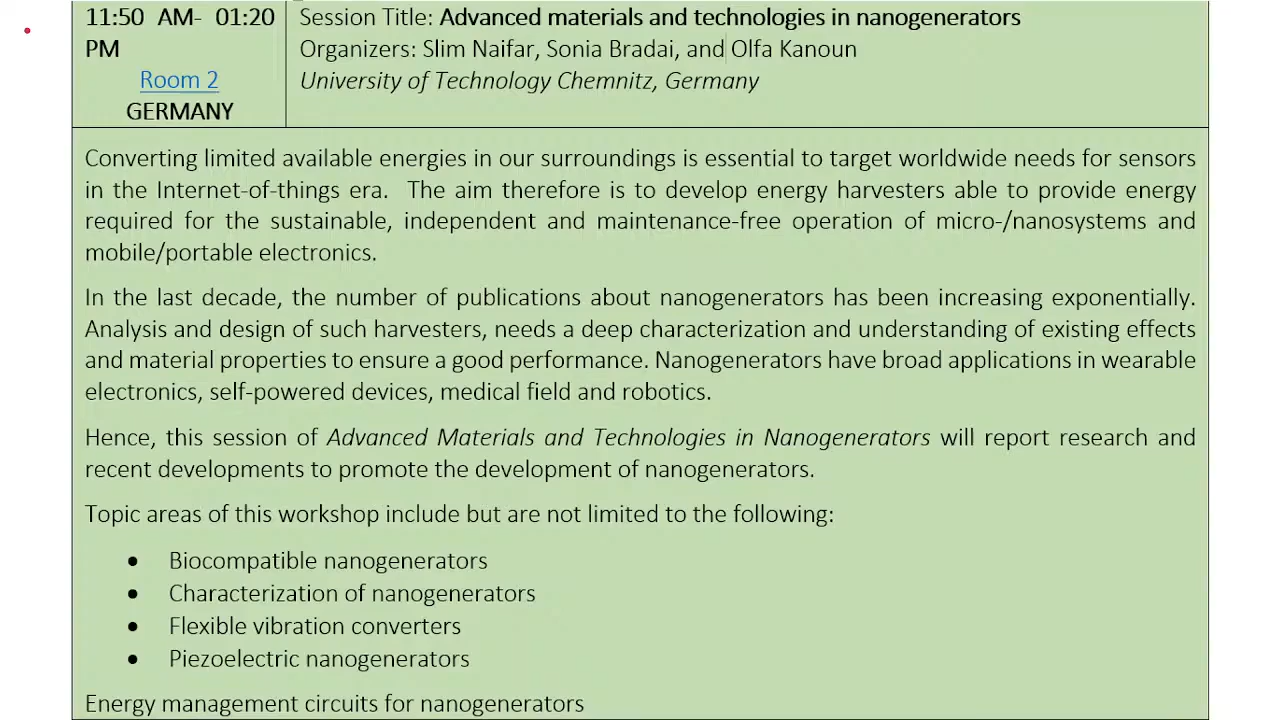 11:50 AM- 01:20
PM
Room 2
GERMANY
Session Title: Advanced materials and technologies in nanogenerators
Organizers: Slim Naifar, Sonia Bradai, and Olfa Kanoun
University of Technology Chemnitz, Germany
Converting limited available energies in our surroundings is essential to target worldwide needs for sensors
in the Internet-of-things era. The aim therefore is to develop energy harvesters able to provide energy
required for the sustainable, independent and maintenance-free operation of micro-/nanosystems and
mobile/portable electronics.
In the last decade, the number of publications about nanogenerators has been increasing exponentially.
Analysis and design of such harvesters, needs a deep characterization and understanding of existing effects
and material properties to ensure a good performance. Nanogenerators have broad applications in wearable
electronics, self-powered devices, medical field and robotics.
Hence, this session of Advanced Materials and Technologies in Nanogenerators will report research and
recent developments to promote the development of nanogenerators.
Topic areas of this workshop include but are not limited to the following:
• Biocompatible nanogenerators
• Characterization of nanogenerators
• Flexible vibration converters
• Piezoelectric nanogenerators
Energy management circuits for nanogenerators